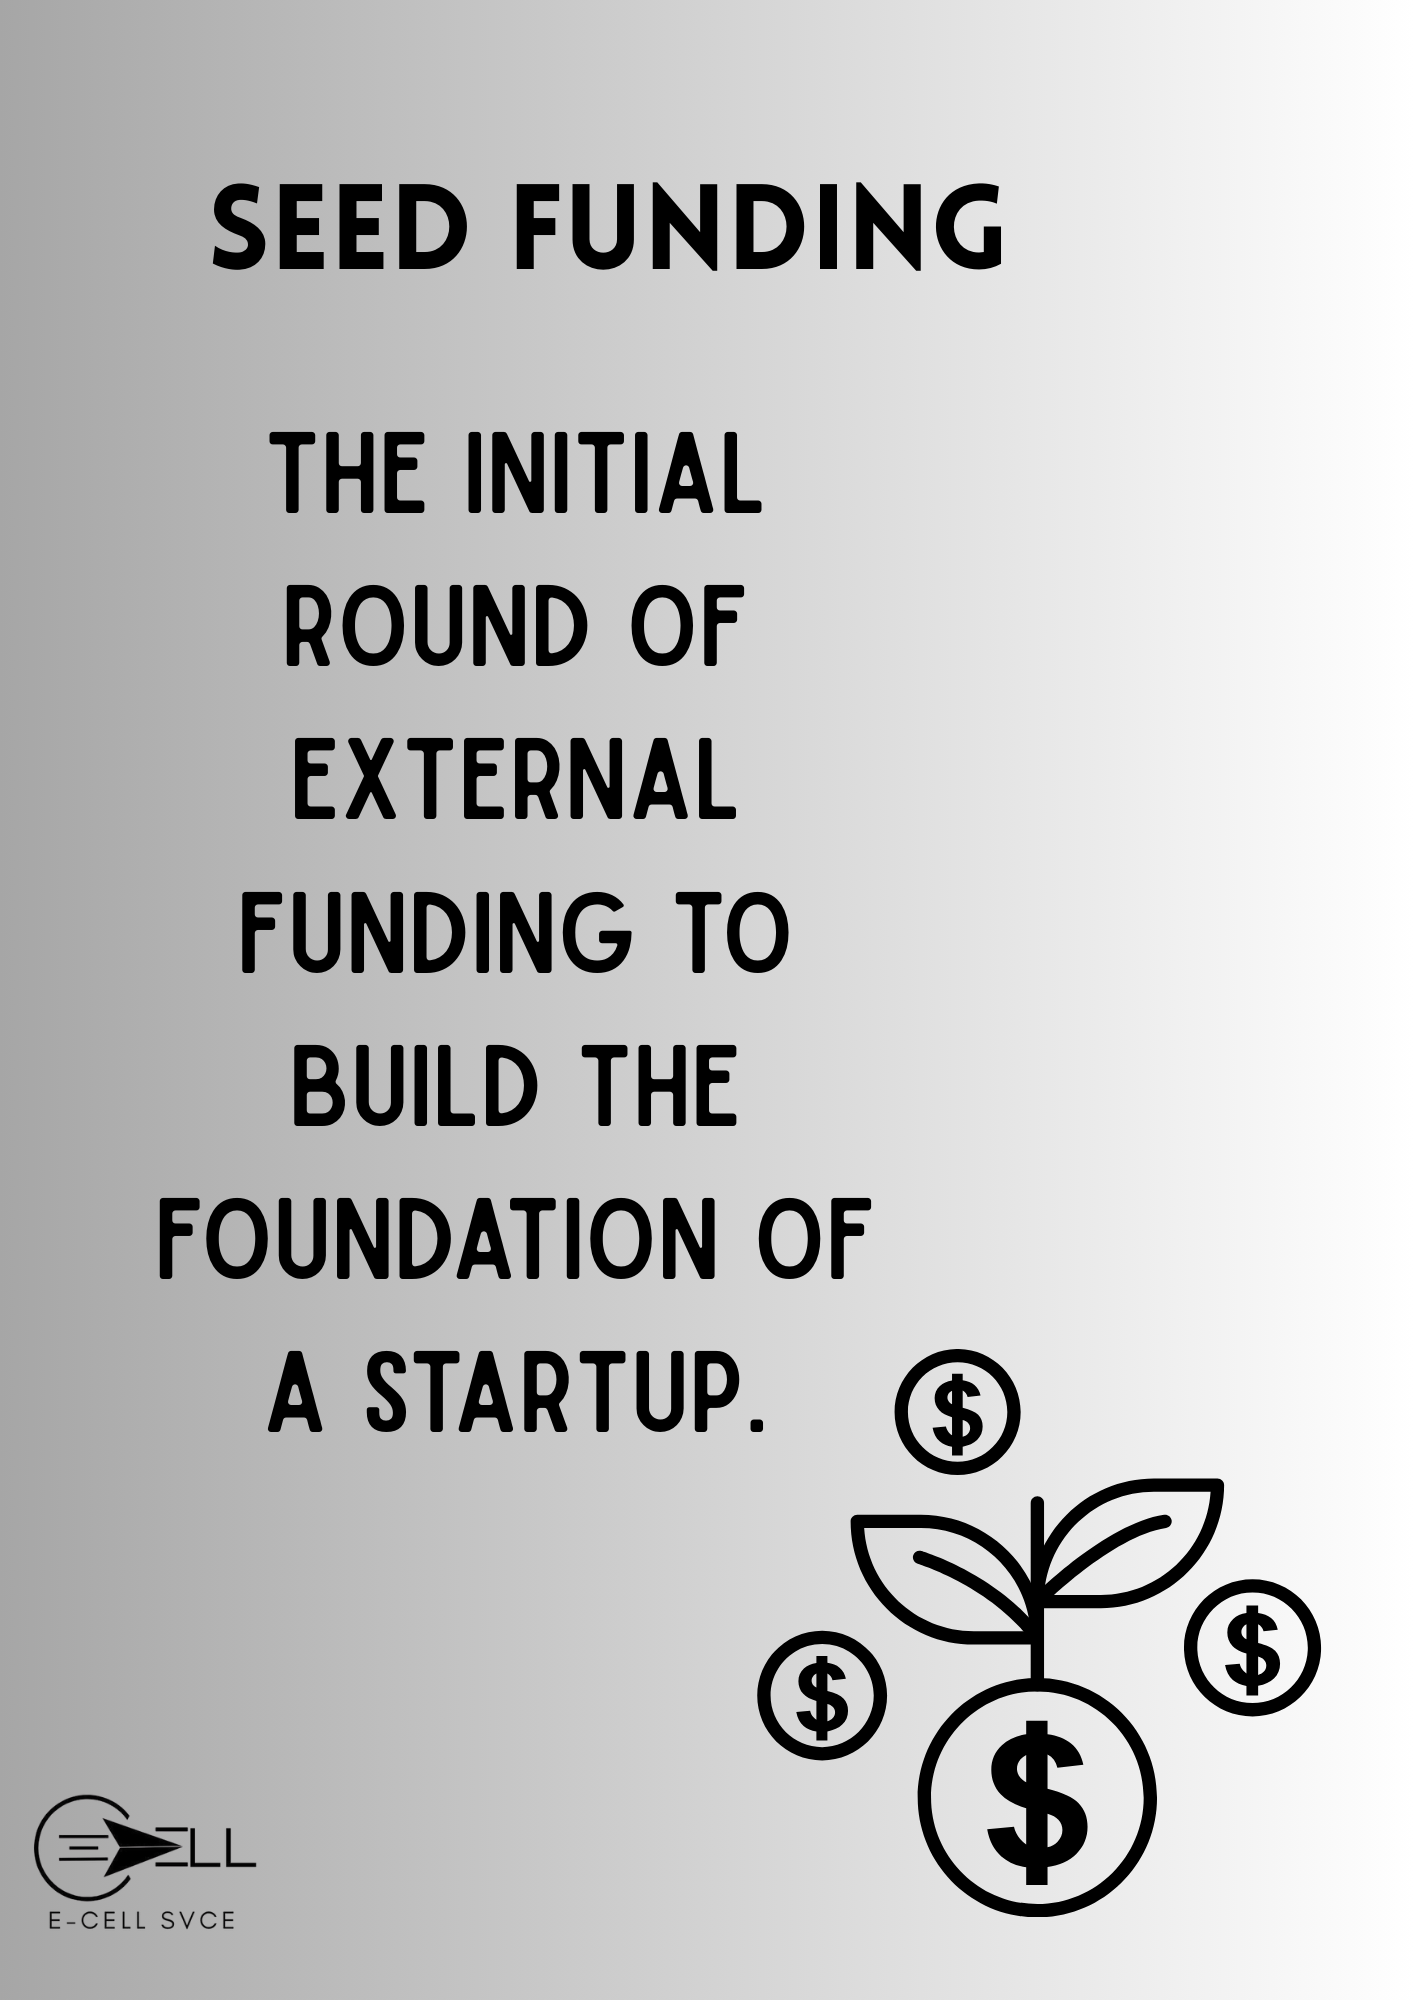 SEED FUNDING
THE INITIAL
ROUND OF
EXTERNAL
FUNDING TO
BUILD THE
FOUNDATION OF
A STARTUP.
$
$
$
$
E ELL
E-CELL SVCE